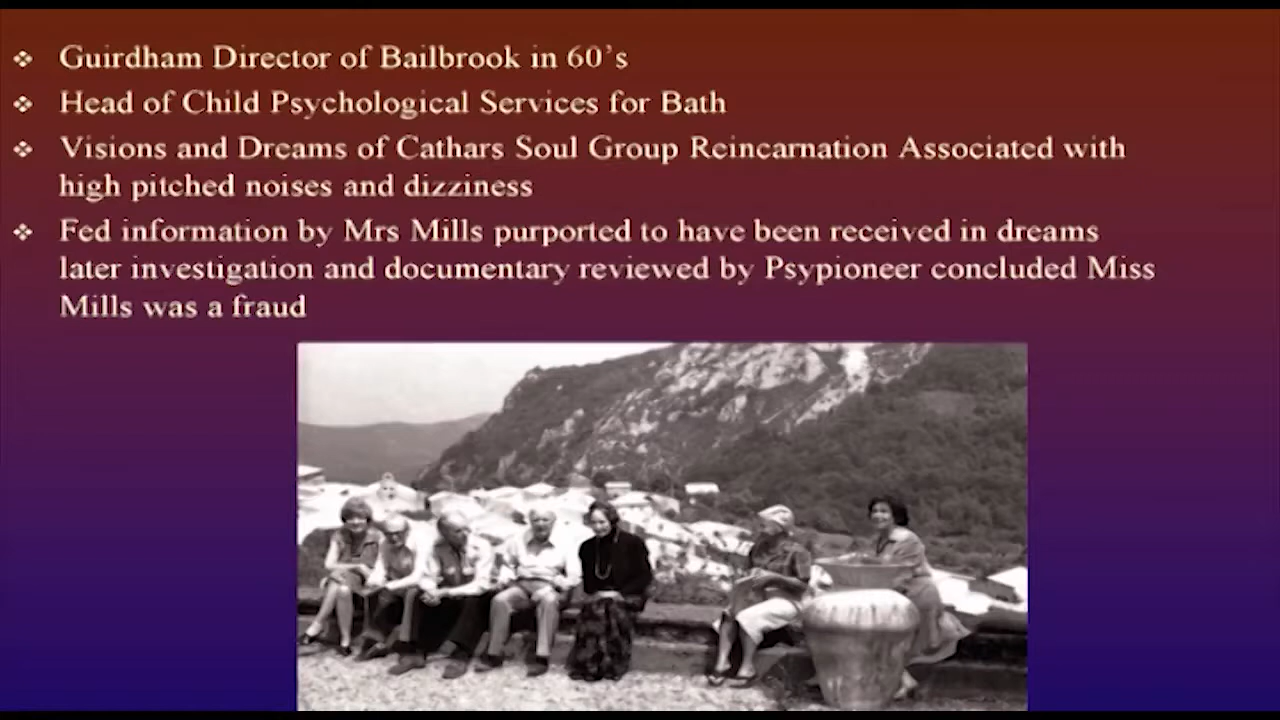 ❖ Guirdham Director of Bailbrook in 60's
❖ Head of Child Psychological Services for Bath
❖ Visions and Dreams of Cathars Soul Group Reincarnation Associated with
high pitched noises and dizziness
❖ Fed information by Mrs Mills purported to have been received in dreams
later investigation and documentary reviewed by Psypioneer concluded Miss
Mills was a fraud